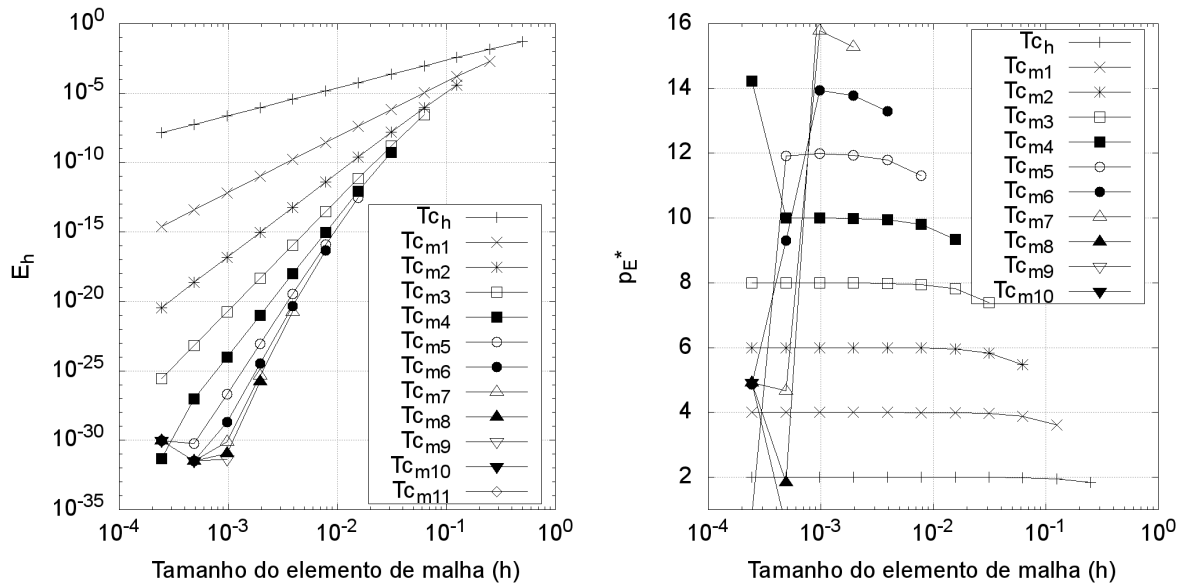 10^0
10^-5
10^-10
10^-15
10^-20
10^-25
10^-30
10^-35
E_h
10^-4
10^-3
10^-2
10^-1
10^0
Tamanho do elemento de malha (h)
Tc_h
Tc_m1
Tc_m2
Tc_m3
Tc_m4
Tc_m5
Tc_m6
Tc_m7
Tc_m8
Tc_m9
Tc_m10
Tc_m11
16
14
12
10
8
6
4
2
p_E*
10^-4
10^-3
10^-2
10^-1
10^0
Tamanho do elemento de malha (h)
Tc_h
Tc_m1
Tc_m2
Tc_m3
Tc_m4
Tc_m5
Tc_m6
Tc_m7
Tc_m8
Tc_m9
Tc_m10